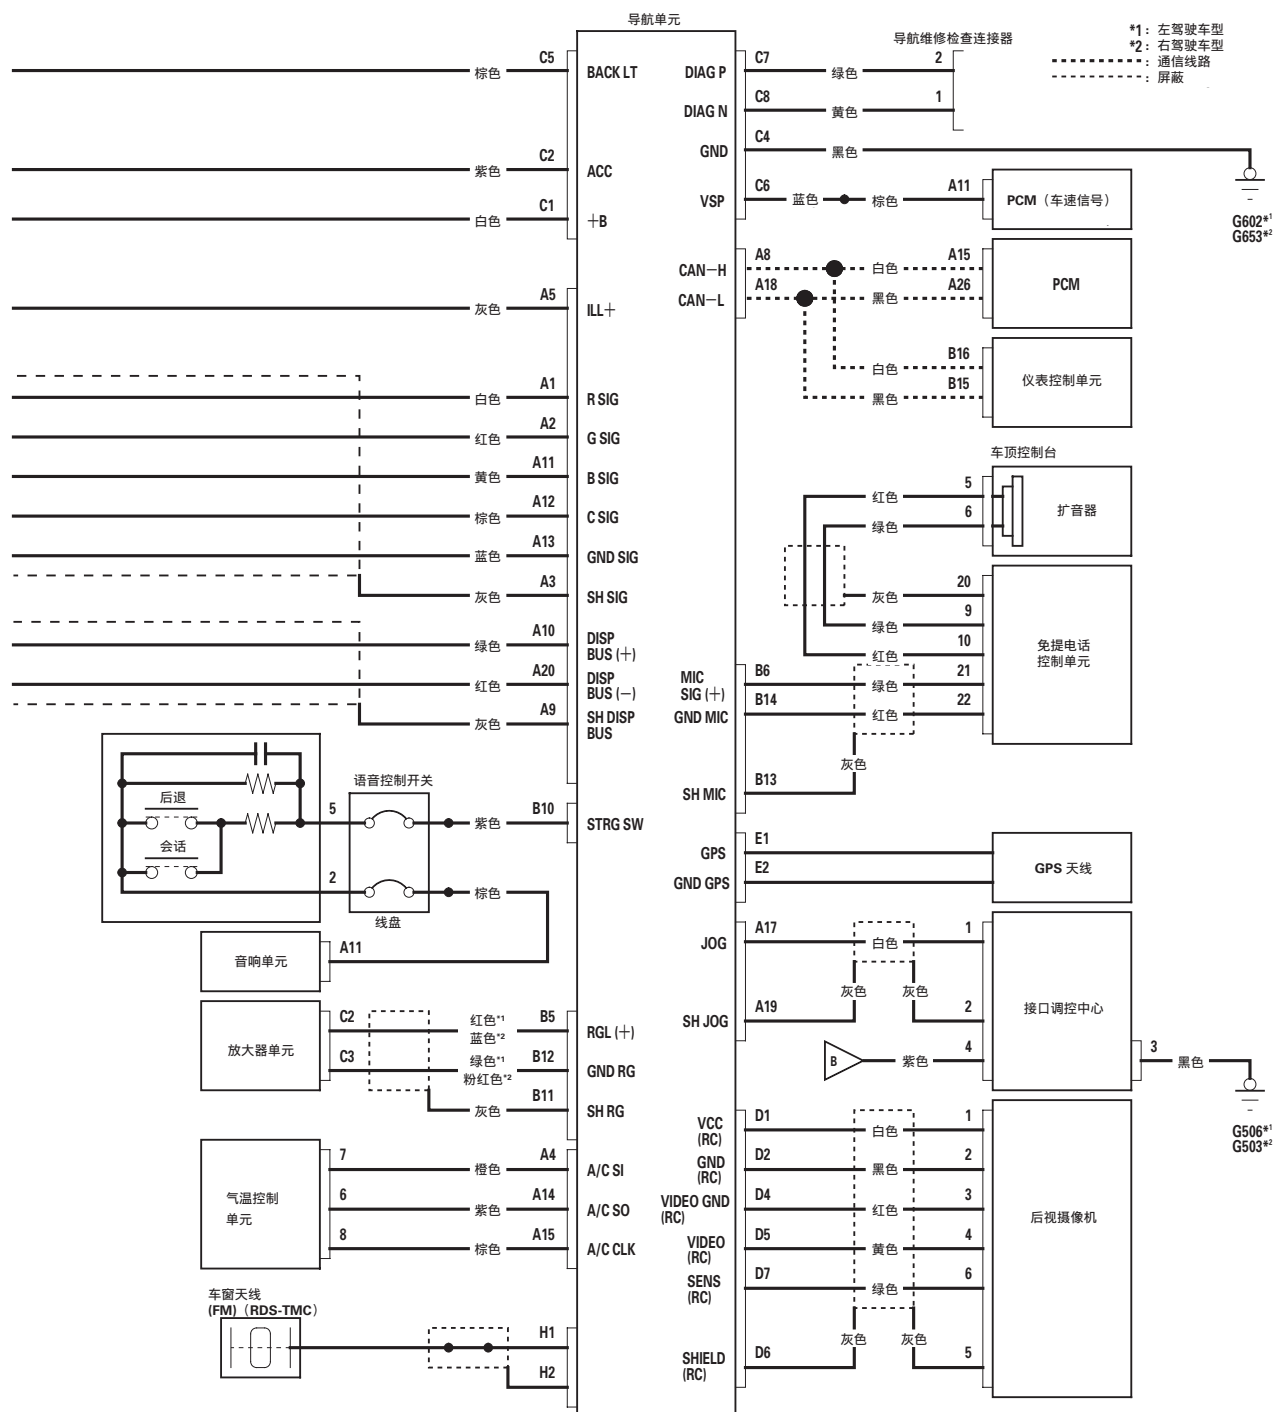 导航单元
导航维修检查连接器
*1：左驾驶车型
*2：右驾驶车型
：通信线路
：屏蔽
棕色 C5 BACK LT
DIAG P C7 绿色 2
DIAG N C8 黄色 1
GND C4 黑色
G602*1
G653*2
紫色 C2 ACC
白色 C1 ＋B
VSP C6 蓝色 棕色 A11 PCM（车速信号）
CAN－H A8 白色 A15
CAN－L A18 黑色 A26
PCM
灰色 A5 ILL＋
白色 B16
黑色 B15
仪表控制单元
白色 A1 R SIG
红色 A2 G SIG
黄色 A11 B SIG
棕色 A12 C SIG
蓝色 A13 GND SIG
灰色 A3 SH SIG
车顶控制台
红色 5
绿色 6
扩音器
灰色 20
绿色 9
红色 10
免提电话
控制单元
绿色 A10 DISP
BUS (＋)
红色 A20 DISP
BUS (－)
灰色 A9 SH DISP
BUS
MIC
SIG (＋) B6 绿色 21
GND MIC B14 红色 22
灰色
SH MIC B13
后退
会话
5
2
语音控制开关
线盘
紫色 B10 STRG SW
棕色
音响单元 A11
GPS E1
GND GPS E2
GPS 天线
JOG A17 白色 1
灰色 灰色
SH JOG A19 2
接口调控中心
B 紫色 4
3 黑色
G506*1
G503*2
放大器单元
C2 红色*1 B5 RGL (＋)
蓝色*2
C3 绿色*1 B12 GND RG
粉红色*2
灰色 B11 SH RG
气温控制
单元
7 橙色 A4 A/C SI
6 紫色 A14 A/C SO
8 棕色 A15 A/C CLK
VCC
(RC) D1 白色 1
GND
(RC) D2 黑色 2
VIDEO GND
(RC) D4 红色 3
VIDEO
(RC) D5 黄色 4
SENS
(RC) D7 绿色 6
灰色 灰色
SHIELD
(RC) D6 5
后视摄像机
车窗天线
(FM)（RDS-TMC）
H1
H2